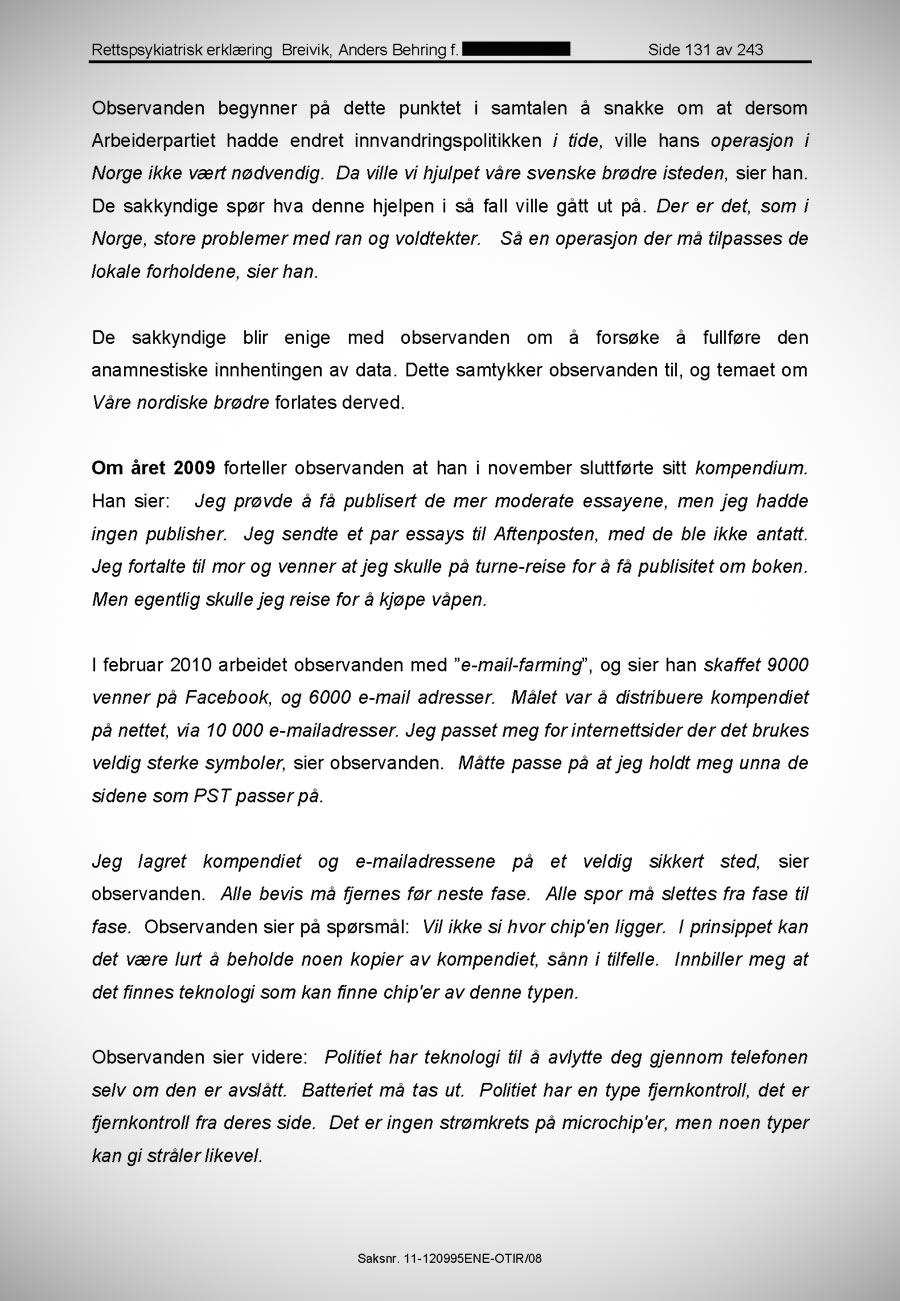 Rettspsykiatrisk erklæring Breivik, Anders Behring f. Side 131 av 243
Observanden begynner på dette punktet i samtalen å snakke om at dersom
Arbeiderpartiet hadde endret innvandringspolitikken i tide, ville hans operasjon i
Norge ikke vært nødvendig. Da ville vi hjulpet våre svenske brødre isteden, sier han.
De sakkyndige spør hva denne hjelpen i så fall ville gått ut på. Der er det, som i
Norge, store problemer med ran og voldtekter. Så en operasjon der må tilpasses de
lokale forholdene, sier han.
De sakkyndige blir enige med observanden om å forsøke å fullføre den
anamnestiske innhentingen av data. Dette samtykker observanden til, og temaet om
Våre nordiske brødre forlates derved.
Om året 2009 forteller observanden at han i november sluttførte sitt kompendium.
Han sier: Jeg prøvde å få publisert de mer moderate essayene, men jeg hadde
ingen publisher. Jeg sendte et par essays til Aftenposten, med de ble ikke antatt.
Jeg fortalte til mor og venner at jeg skulle på turne-reise for å få publisitet om boken.
Men egentlig skulle jeg reise for å kjøpe våpen.
I februar 2010 arbeidet observanden med ”e-mail-farming”, og sier han skaffet 9000
venner på Facebook, og 6000 e-mail adresser. Målet var å distribuere kompendiet
på nettet, via 10 000 e-mailadresser. Jeg passet meg for internettsider der det brukes
veldig sterke symboler, sier observanden. Måtte passe på at jeg holdt meg unna de
sidene som PST passer på.
Jeg lagret kompendiet og e-mailadressene på et veldig sikkert sted, sier
observanden. Alle bevis må fjernes før neste fase. Alle spor må slettes fra fase til
fase. Observanden sier på spørsmål: Vil ikke si hvor chip'en ligger. I prinsippet kan
det være lurt å beholde noen kopier av kompendiet, sånn i tilfelle. Innbiller meg at
det finnes teknologi som kan finne chip'er av denne typen.
Observanden sier videre: Politiet har teknologi til å avlytte deg gjennom telefonen
selv om den er avslått. Batteriet må tas ut. Politiet har en type fjernkontroll, det er
fjernkontroll fra deres side. Det er ingen strømkrets på microchip'er, men noen typer
kan gi stråler likevel.
Saksnr. 11-120995ENE-OTIR/08